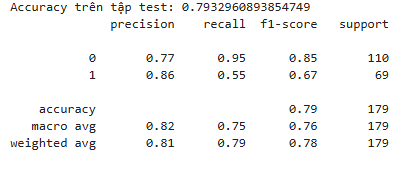 Accuracy trên tập test: 0.7932960893854749
precision recall f1-score support
0 0.77 0.95 0.85 110
1 0.86 0.55 0.67 69
accuracy 0.79 179
macro avg 0.82 0.75 0.76 179
weighted avg 0.81 0.79 0.78 179